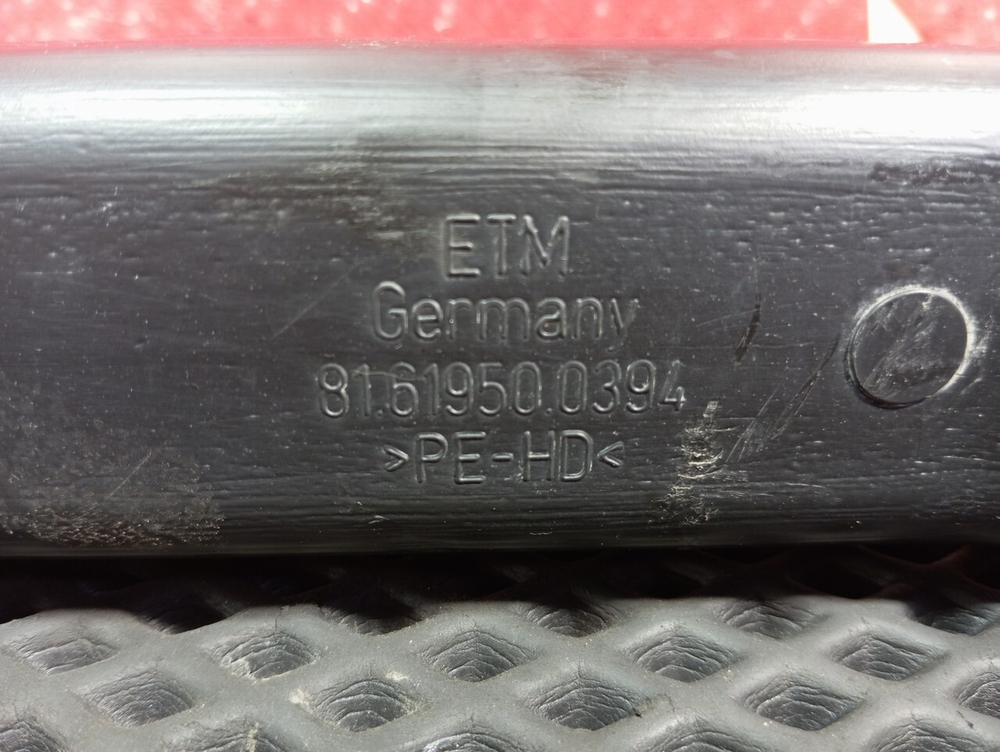 ETM
Germany
81.61950.0394
>PE-HD<